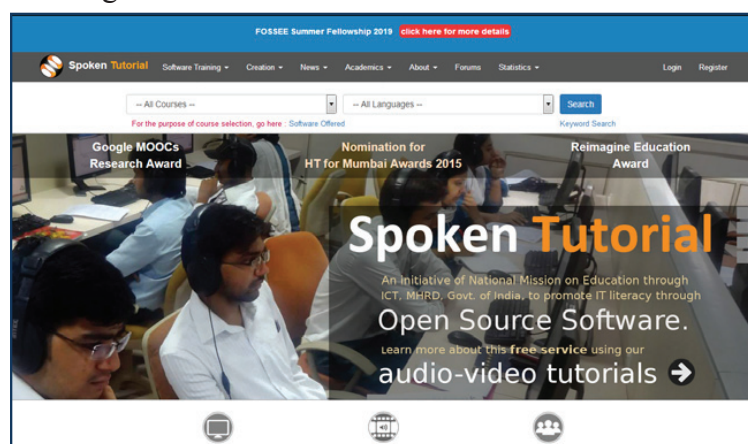 FOSSEE Summer Fellowship 2019 click here for more details
Spoken Tutorial Software Training Creation News Academics About Forums Statistics Login Register
-- All Courses -- -- All Languages -- Search
For the purpose of course selection, go here : Software Offered Keyword Search
Google MOOCs Nomination for Reimagine Education
Research Award HT for Mumbai Awards 2015 Award
Spoken Tutorial
An initiative of National Mission on Education through
ICT, MHRD, Govt. of India, to promote IT literacy through
Open Source Software.
Learn more about this free service using our
audio-video tutorials